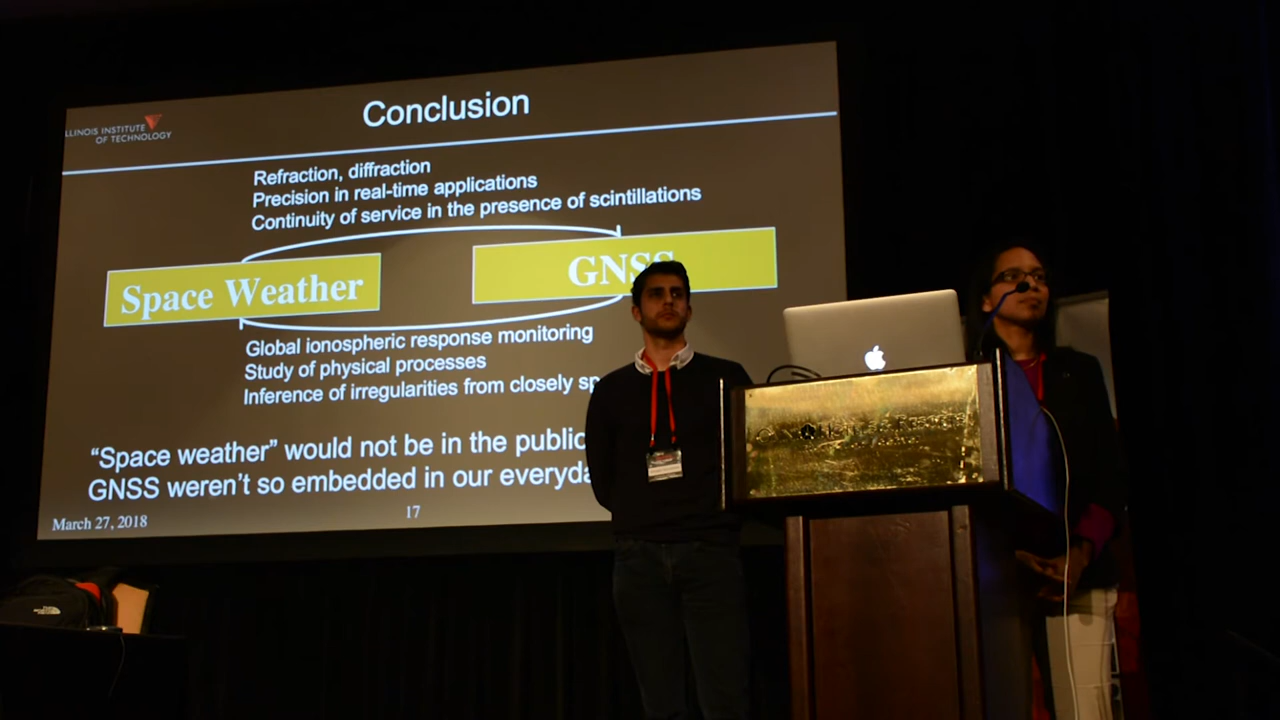 Conclusion
ILLINOIS INSTITUTE
OF TECHNOLOGY
Refraction, diffraction
Precision in real-time applications
Continuity of service in the presence of scintillations
Space Weather
GNSS
Global ionospheric response monitoring
Study of physical processes
Inference of irregularities from closely sp
“Space weather” would not be in the public
GNSS weren’t so embedded in our everyda
March 27, 2018
17